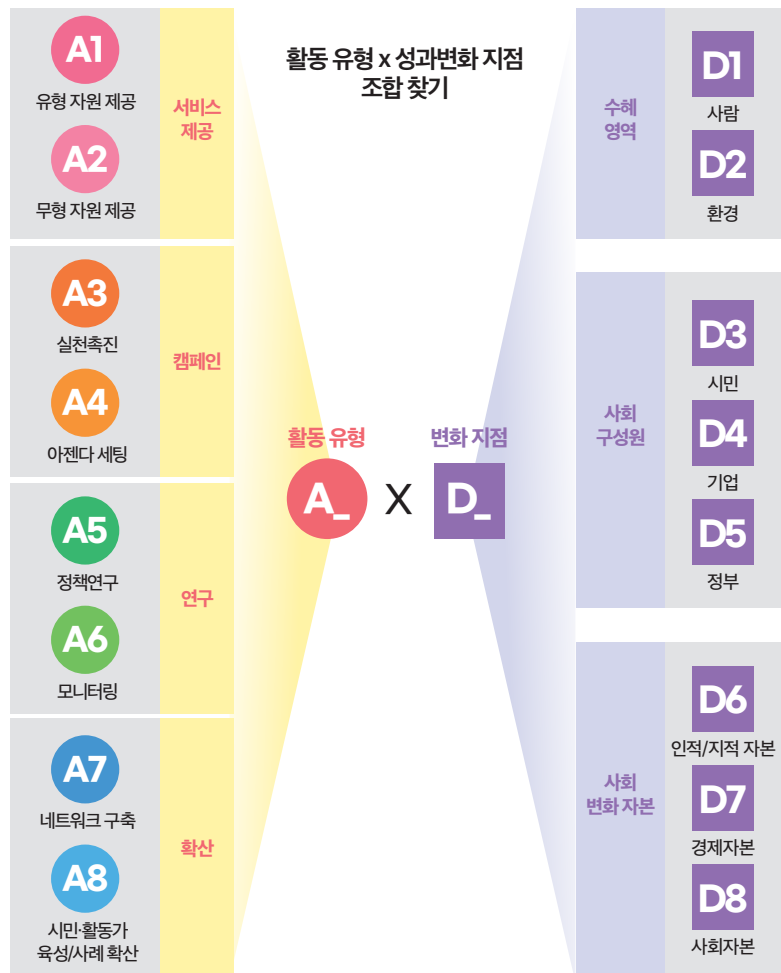 활동 유형 x 성과변화 지점
조합 찾기
A1
유형 자원 제공
A2
무형 자원 제공
서비스
제공
A3
실천촉진
A4
아젠다 세팅
캠페인
A5
정책연구
A6
모니터링
연구
A7
네트워크 구축
A8
시민·활동가
육성/사례 확산
확산
활동 유형
A_
X
변화 지점
D_
수혜
영역
D1
사람
D2
환경
사회
구성원
D3
시민
D4
기업
D5
정부
사회
변화 자본
D6
인적/지적 자본
D7
경제자본
D8
사회자본